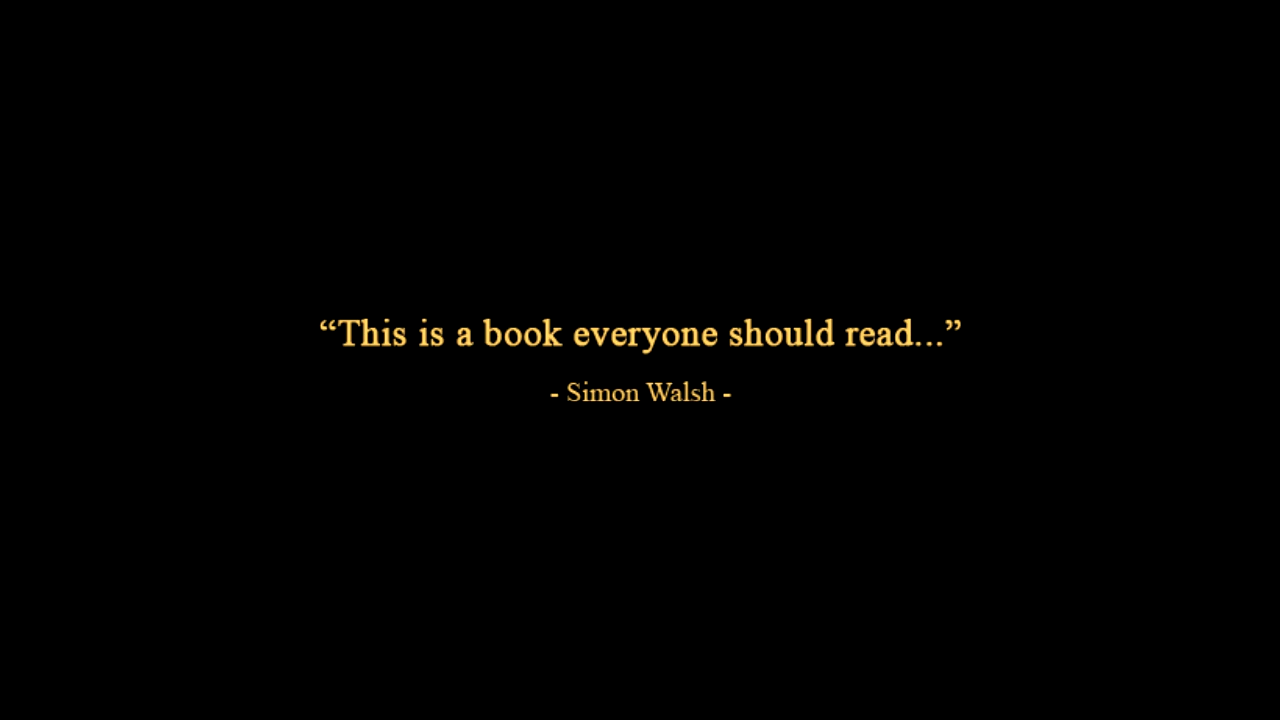 “This is a book everyone should read...”
- Simon Walsh -